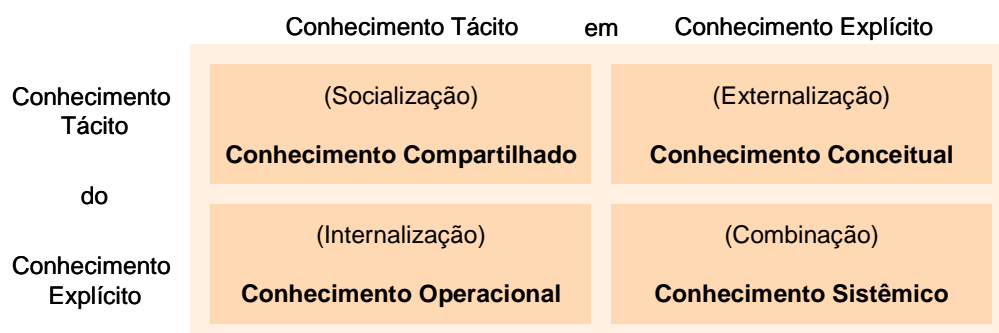 Conhecimento Tácito em Conhecimento Explícito
Conhecimento
Tácito
(Socialização)
Conhecimento Compartilhado
(Externalização)
Conhecimento Conceitual
do
Conhecimento
Explícito
(Internalização)
Conhecimento Operacional
(Combinação)
Conhecimento Sistêmico